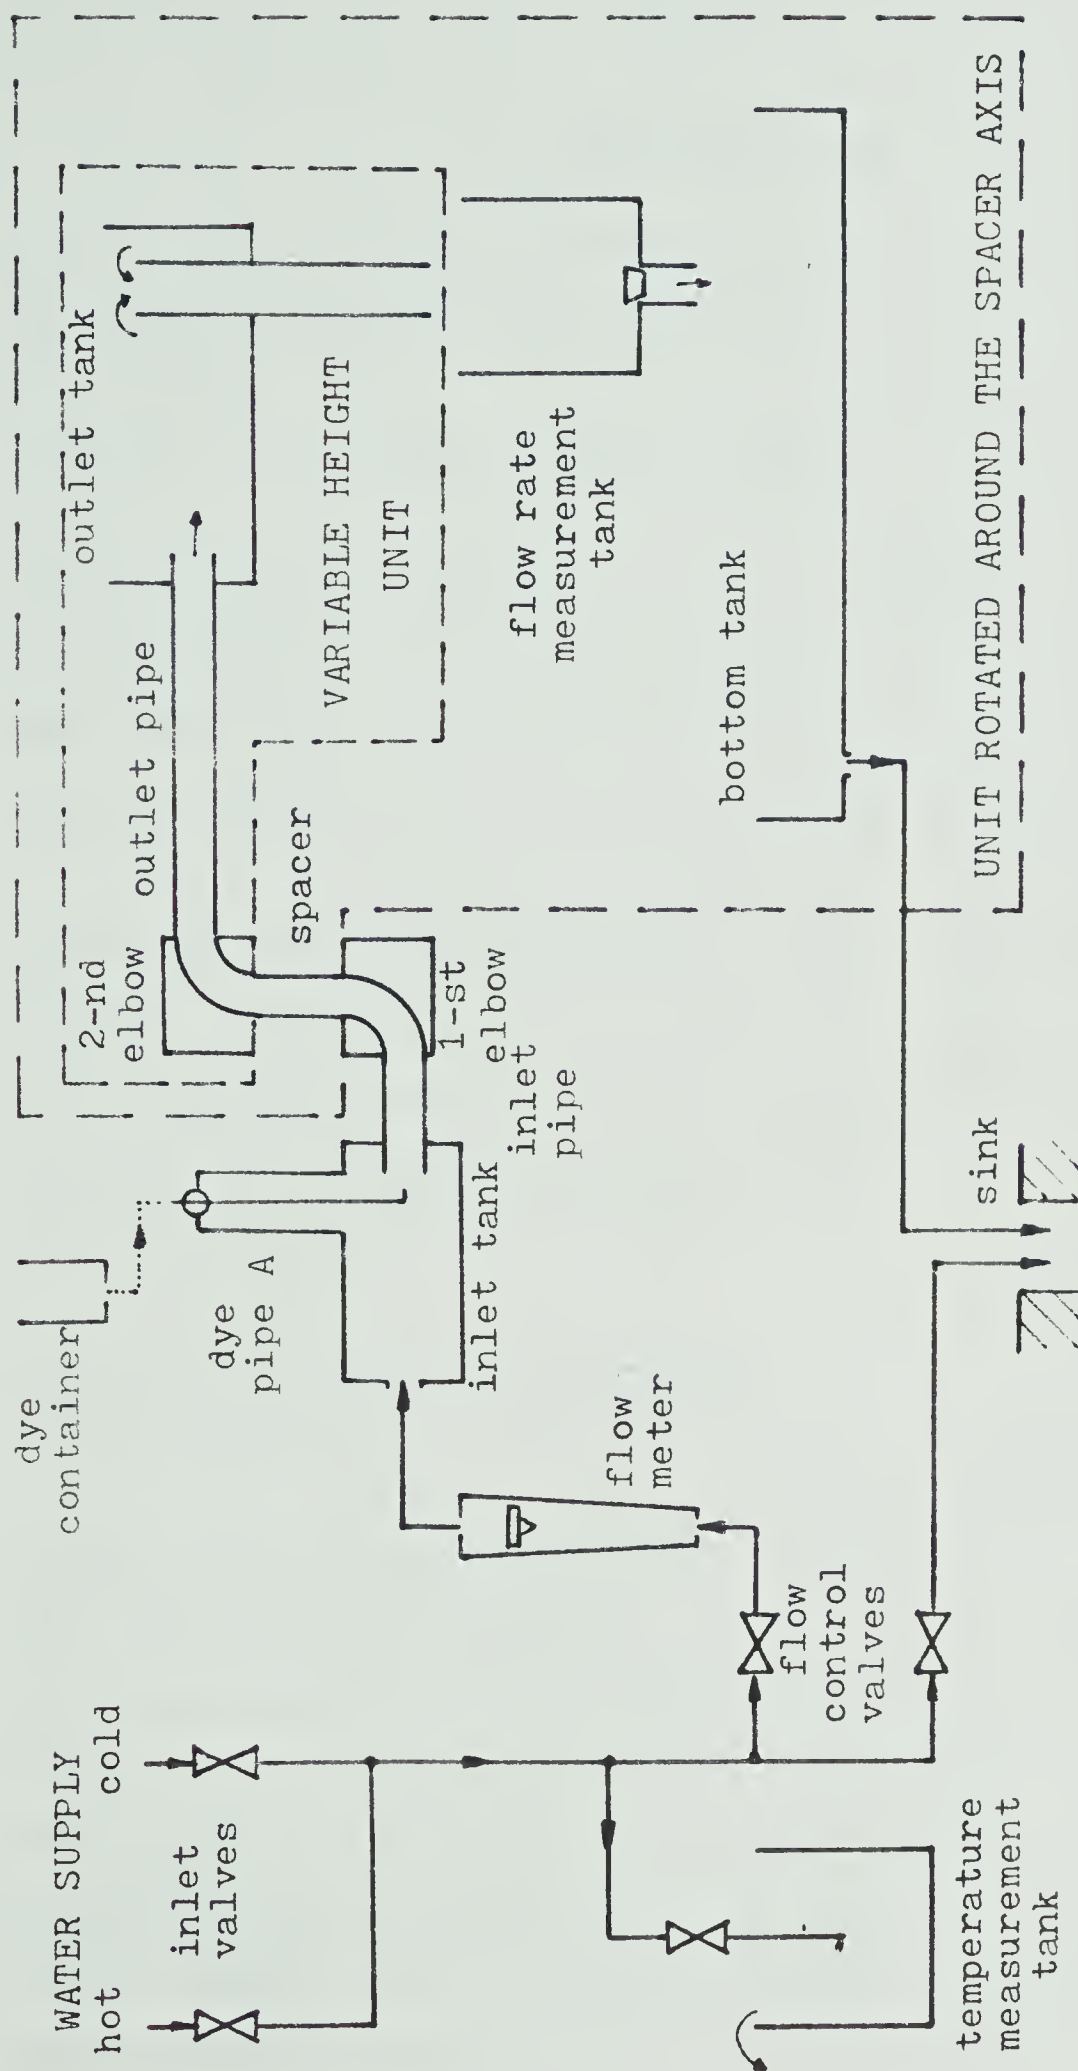 WATER SUPPLY
hot
cold
inlet
valves
temperature
measurement
tank
flow
control
valves
flow
meter
dye
container
dye
pipe A
inlet tank
inlet
pipe
1-st
elbow
2-nd
elbow
spacer
outlet pipe
outlet tank
VARIABLE HEIGHT
UNIT
flow rate
measurement
tank
bottom tank
sink
UNIT ROTATED AROUND THE SPACER AXIS